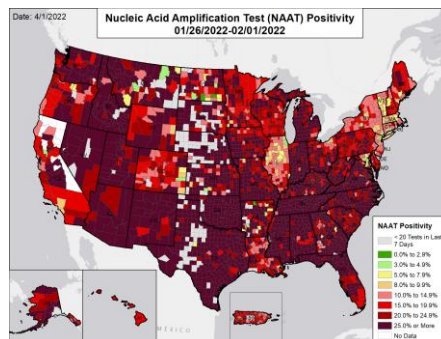 Date: 4/1/2022
Nucleic Acid Amplification Test (NAAT) Positivity
01/26/2022-02/01/2022
NAAT Positivity
< 20 Tests in Last
7 Days
0.0% to 2.9%
3.0% to 4.9%
5.0% to 7.9%
8.0% to 9.9%
10.0% to 14.9%
15.0% to 19.9%
20.0% to 24.9%
25.0% or More
No Data
MÉXICO